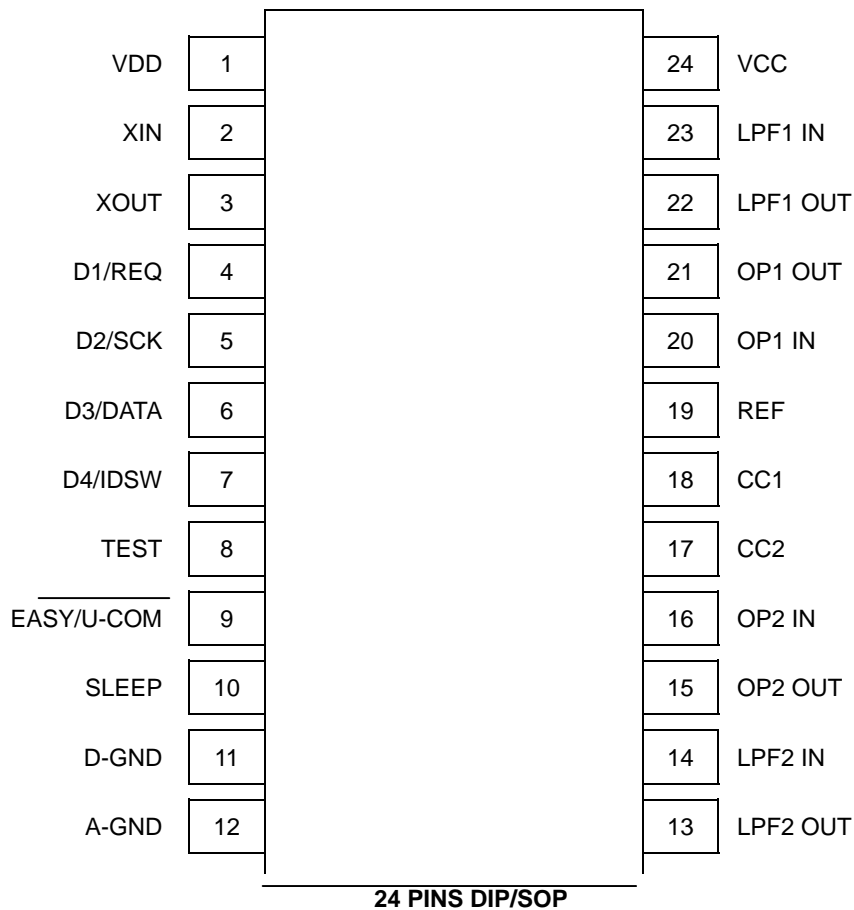 VDD 1 24 VCC
XIN 2 23 LPF1 IN
XOUT 3 22 LPF1 OUT
D1/REQ 4 21 OP1 OUT
D2/SCK 5 20 OP1 IN
D3/DATA 6 19 REF
D4/IDSW 7 18 CC1
TEST 8 17 CC2
EASY/U-COM 9 16 OP2 IN
SLEEP 10 15 OP2 OUT
D-GND 11 14 LPF2 IN
A-GND 12 13 LPF2 OUT
24 PINS DIP/SOP